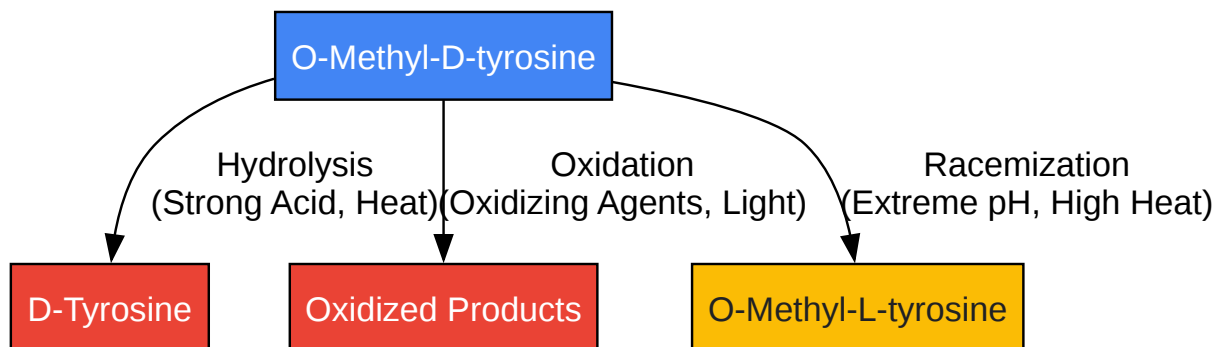 O-Methyl-D-tyrosine
Hydrolysis
(Strong Acid, Heat)
Oxidation
(Oxidizing Agents, Light)
Racemization
(Extreme pH, High Heat)
D-Tyrosine
Oxidized Products
O-Methyl-L-tyrosine